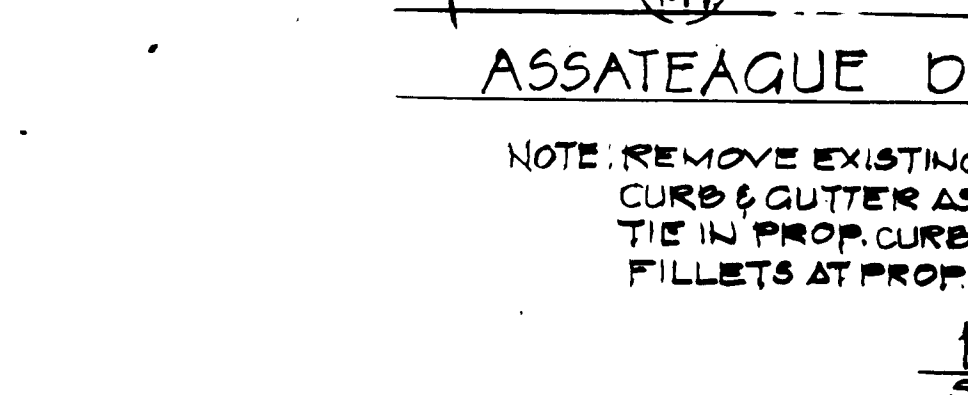 ASSATEAGUE D
NOTE: REMOVE EXISTING
CURB & GUTTER AS
TIE IN PROP. CURB
FILLETS AT PROP.